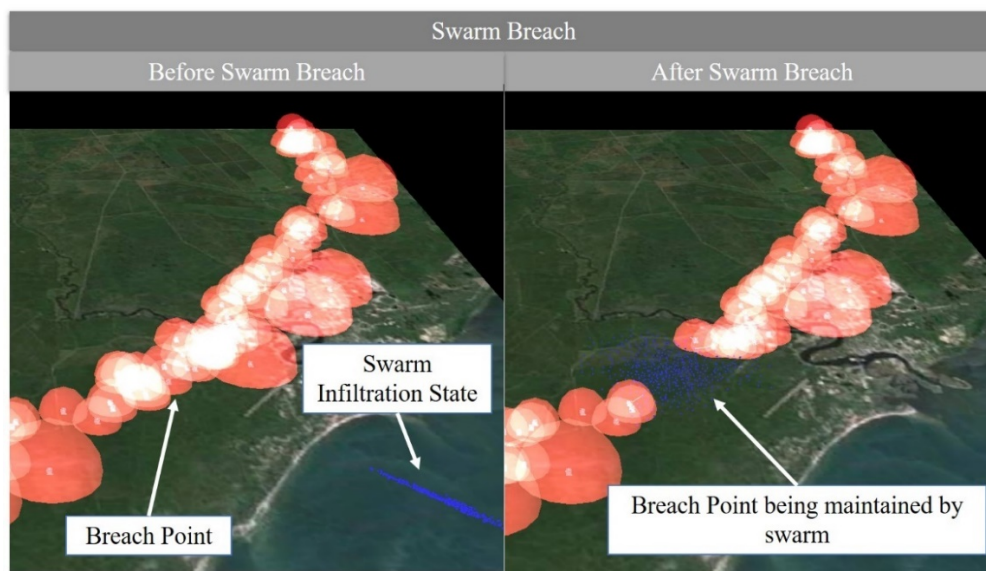 Swarm Breach
Before Swarm Breach
After Swarm Breach
Swarm
Infiltration State
Breach Point
Breach Point being maintained by
swarm